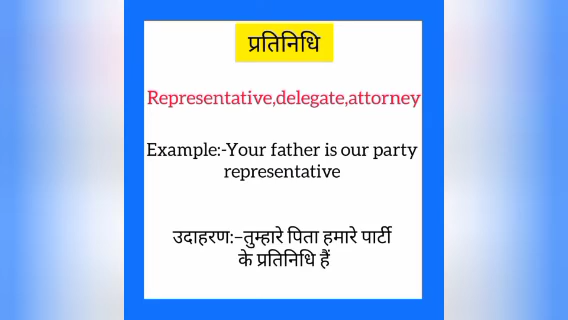 प्रतिनिधि
Representative,delegate,attorney
Example:-Your father is our party
representative
उदाहरण:–तुम्हारे पिता हमारे पार्टी
के प्रतिनिधि हैं